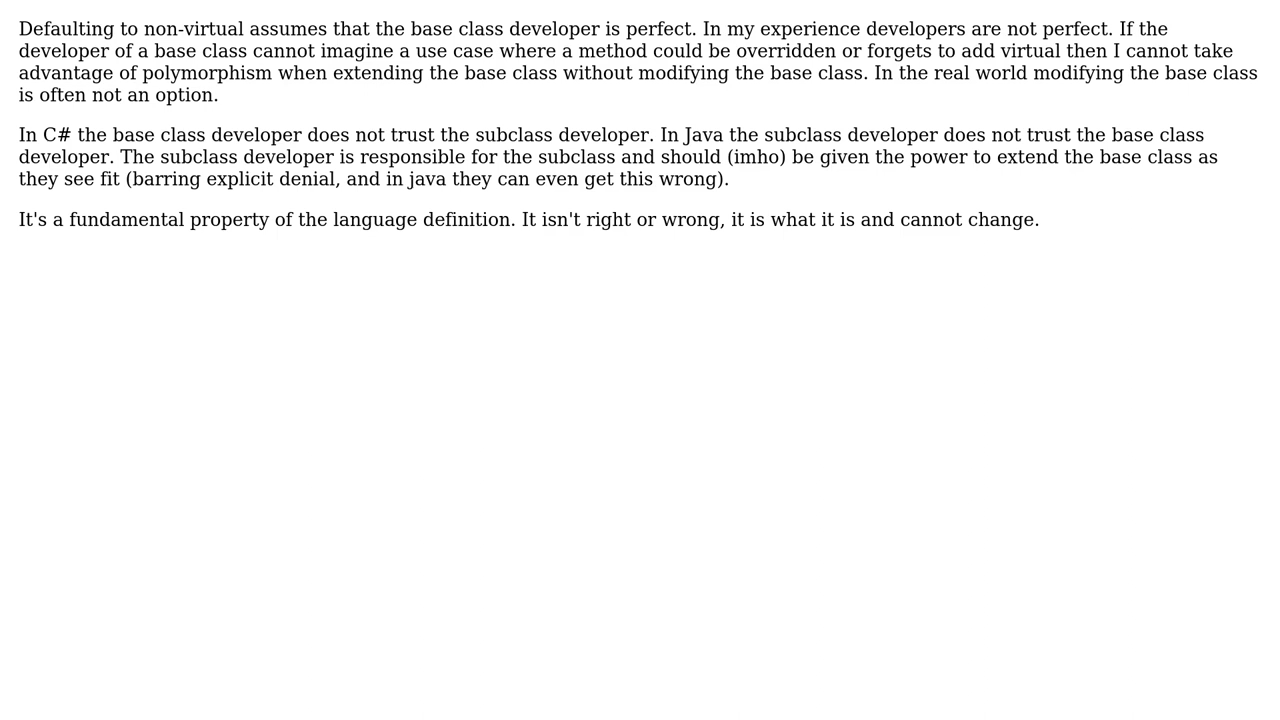 Defaulting to non-virtual assumes that the base class developer is perfect. In my experience developers are not perfect. If the
developer of a base class cannot imagine a use case where a method could be overridden or forgets to add virtual then I cannot take
advantage of polymorphism when extending the base class without modifying the base class. In the real world modifying the base class
is often not an option.
In C# the base class developer does not trust the subclass developer. In Java the subclass developer does not trust the base class
developer. The subclass developer is responsible for the subclass and should (imho) be given the power to extend the base class as
they see fit (barring explicit denial, and in java they can even get this wrong).
It's a fundamental property of the language definition. It isn't right or wrong, it is what it is and cannot change.